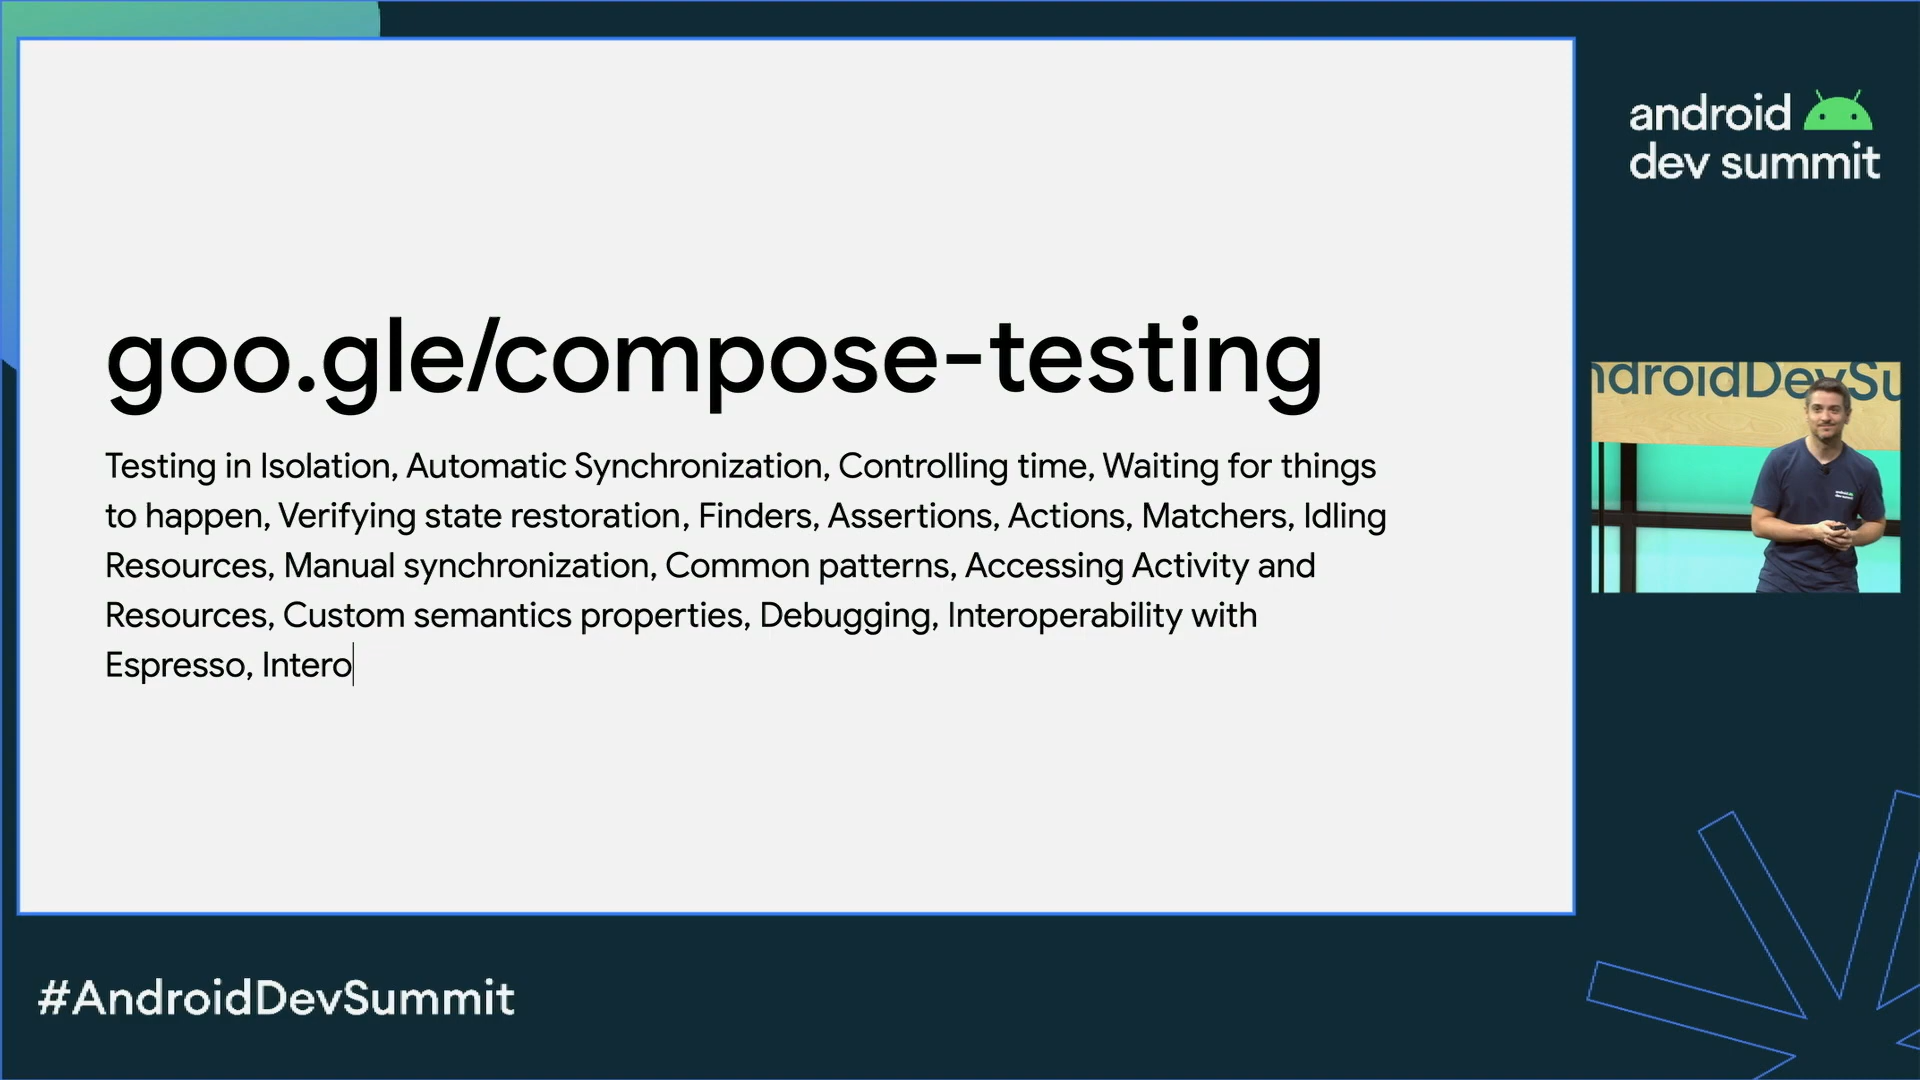 goo.gle/compose-testing
Testing in Isolation, Automatic Synchronization, Controlling time, Waiting for things
to happen, Verifying state restoration, Finders, Assertions, Actions, Matchers, Idling
Resources, Manual synchronization, Common patterns, Accessing Activity and
Resources, Custom semantics properties, Debugging, Interoperability with
Espresso, Intero
android
dev summit
ndroidDevSu
#AndroidDevSummit